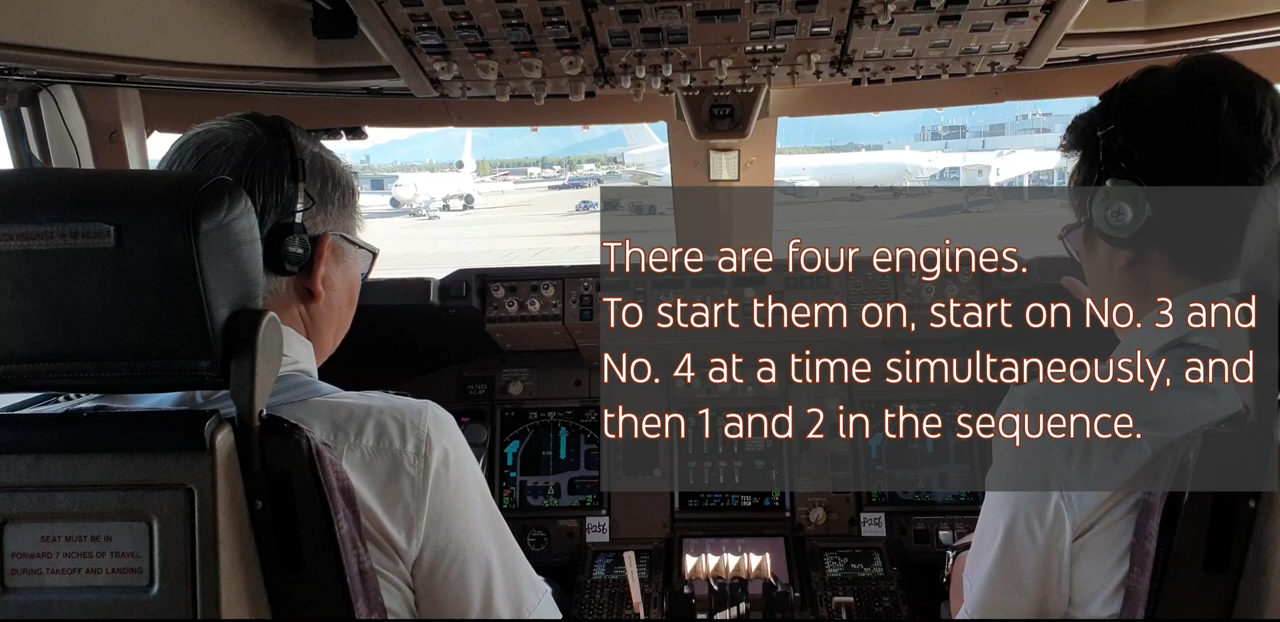 There are four engines.
To start them on, start on No. 3 and
No. 4 at a time simultaneously, and
then 1 and 2 in the sequence.
P256
P256
SEAT MUST BE IN
FORWARD 7 INCHES OF TRAVEL
DURING TAKEOFF AND LANDING